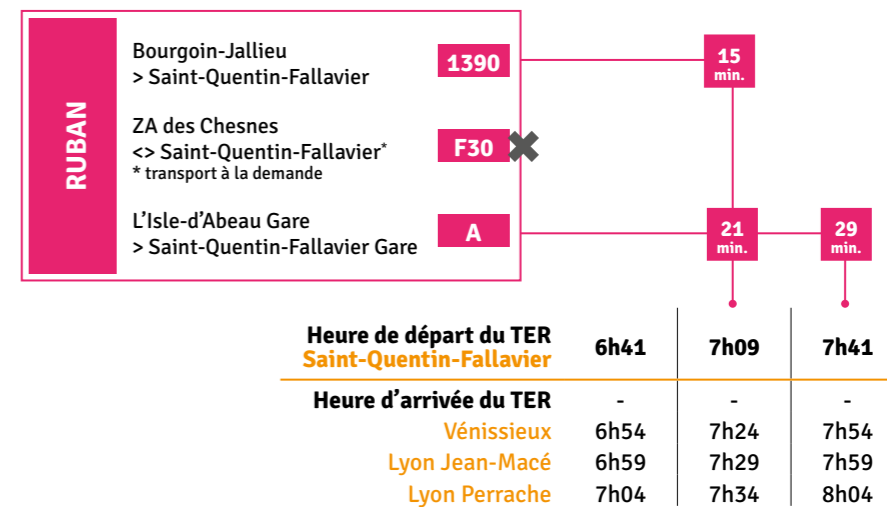 RUBAN
Bourgoin-Jallieu
> Saint-Quentin-Fallavier
1390
15
min.
ZA des Chesnes
<> Saint-Quentin-Fallavier*
* transport à la demande
F30
L'Isle-d'Abeau Gare
> Saint-Quentin-Fallavier Gare
A
21
min.
29
min.
Heure de départ du TER
Saint-Quentin-Fallavier
6h41 7h09 7h41
Heure d'arrivée du TER - - -
Vénissieux 6h54 7h24 7h54
Lyon Jean-Macé 6h59 7h29 7h59
Lyon Perrache 7h04 7h34 8h04